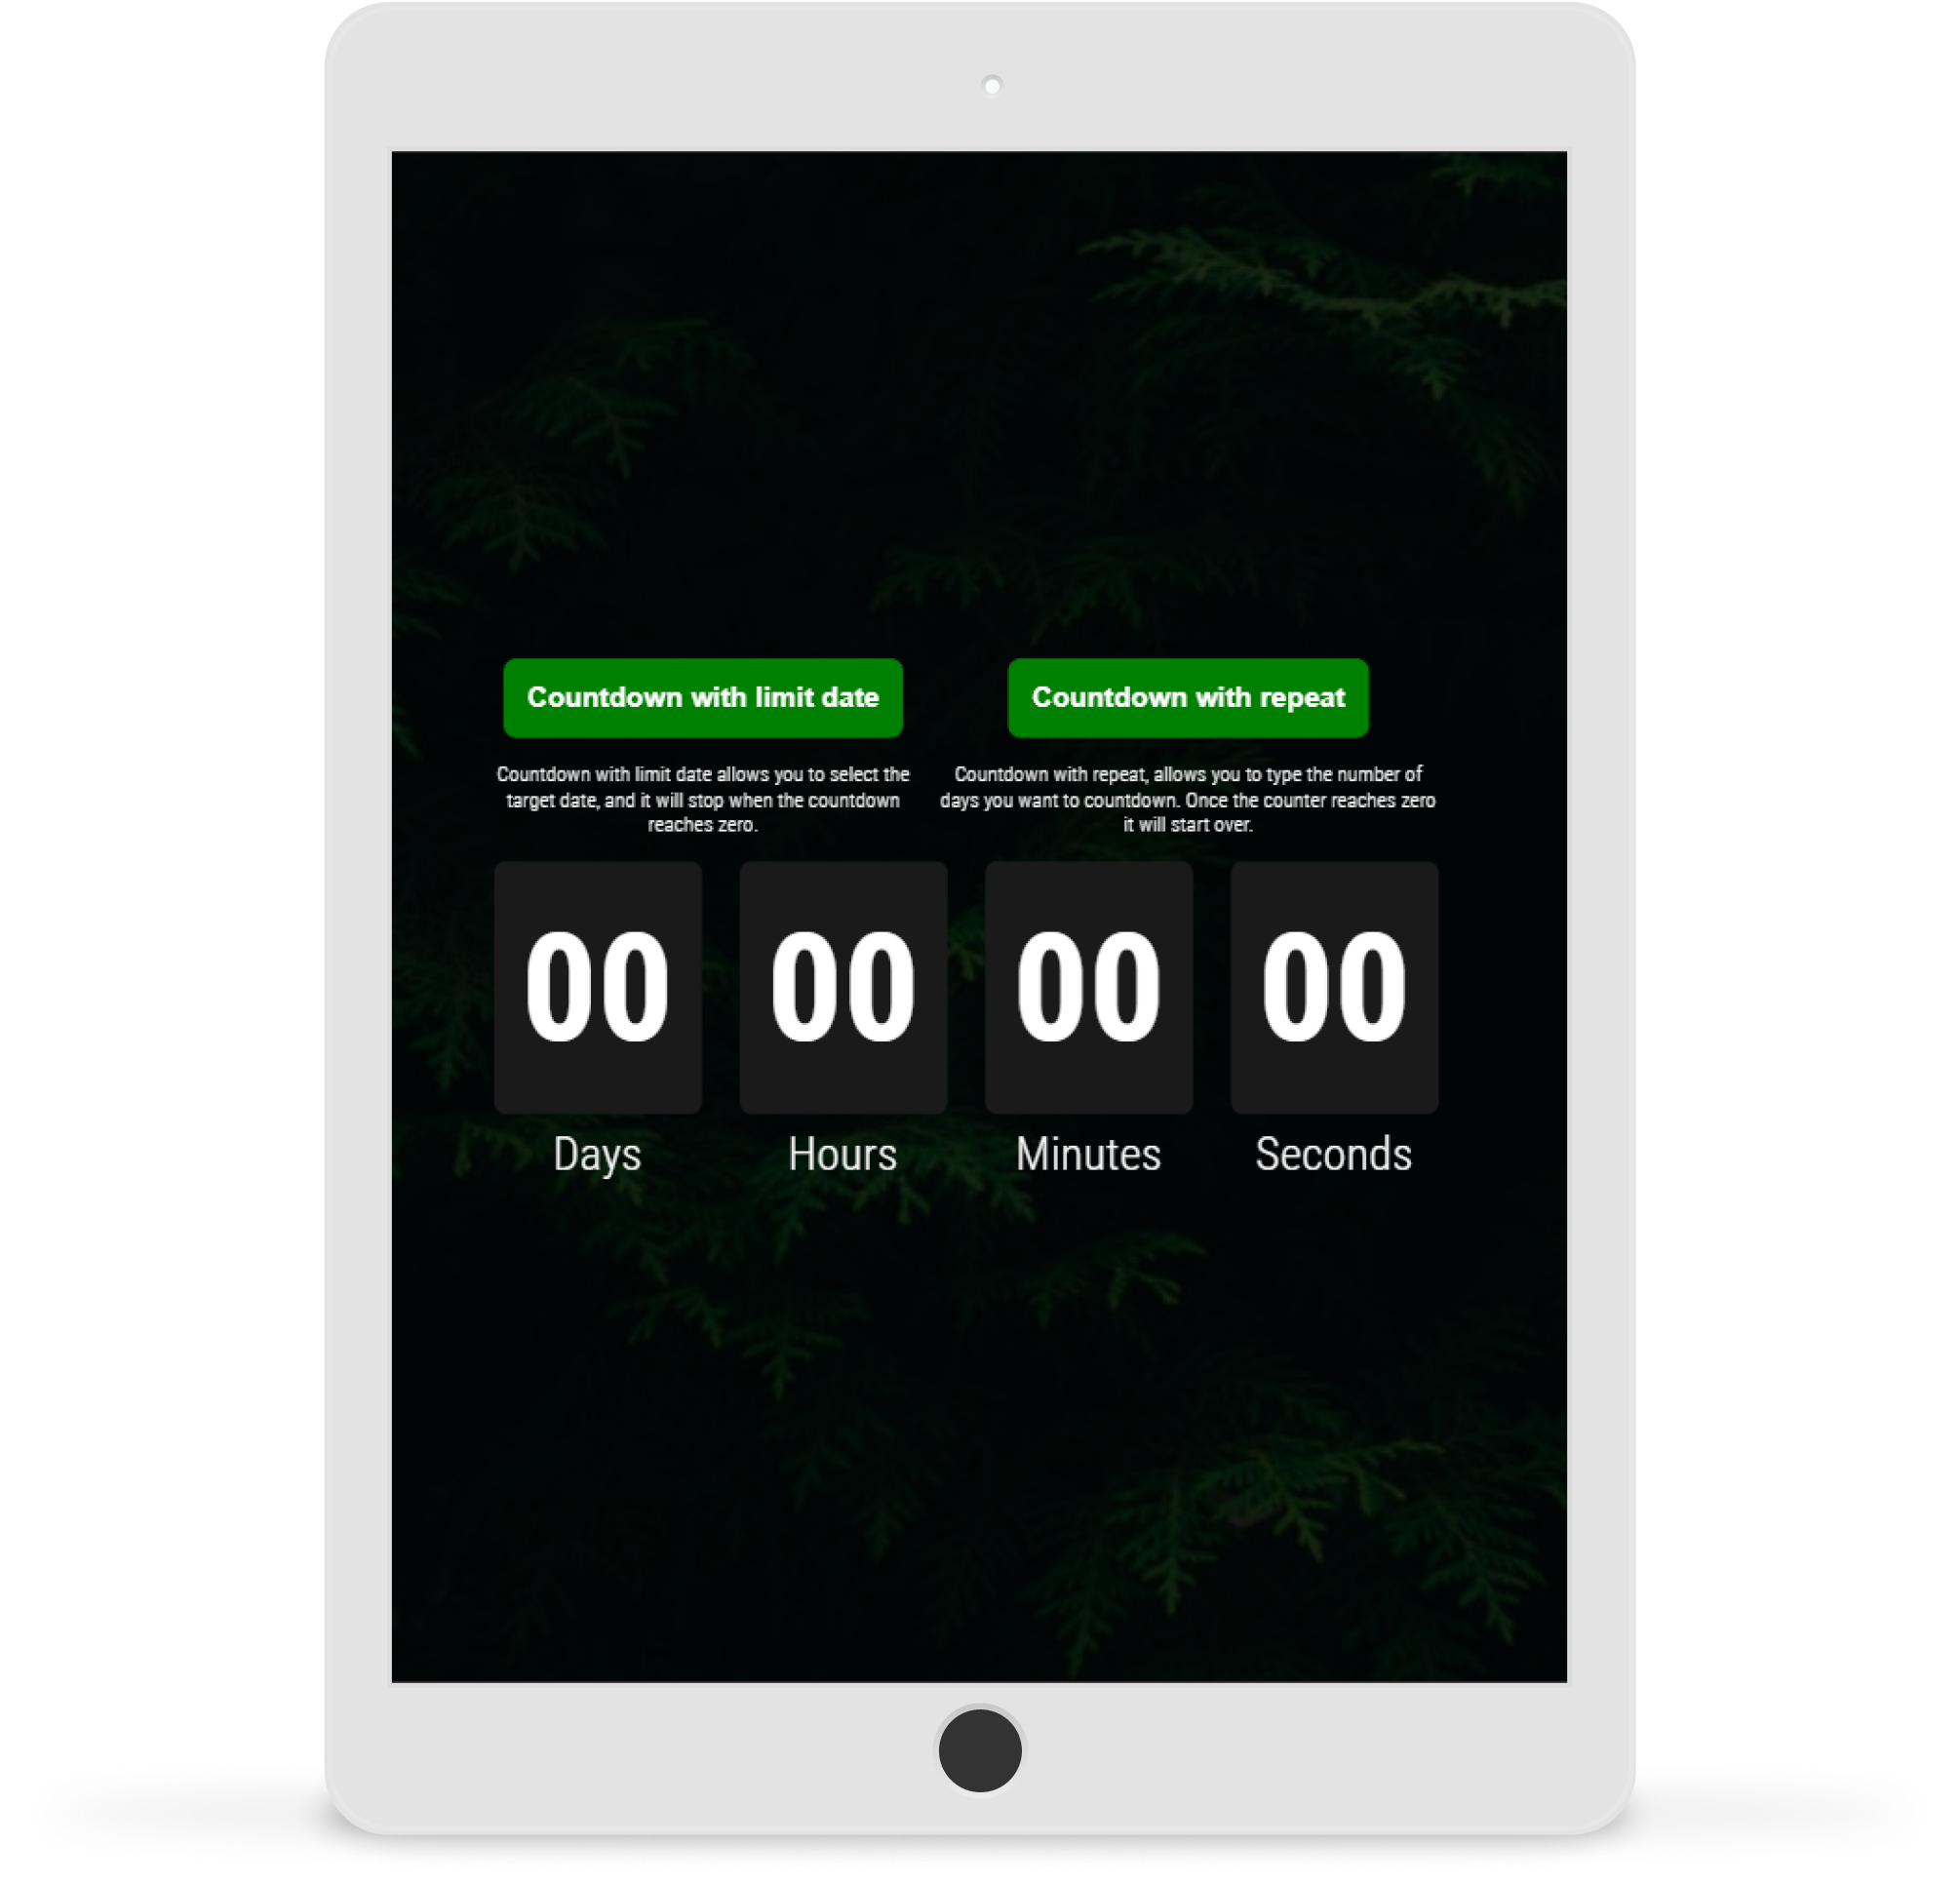 Countdown with limit date
Countdown with repeat
Countdown with limit date allows you to select the
target date, and it will stop when the countdown
reaches zero.
Countdown with repeat, allows you to type the number of
days you want to countdown. Once the counter reaches zero
it will start over.
00 00 00 00
Days Hours Minutes Seconds